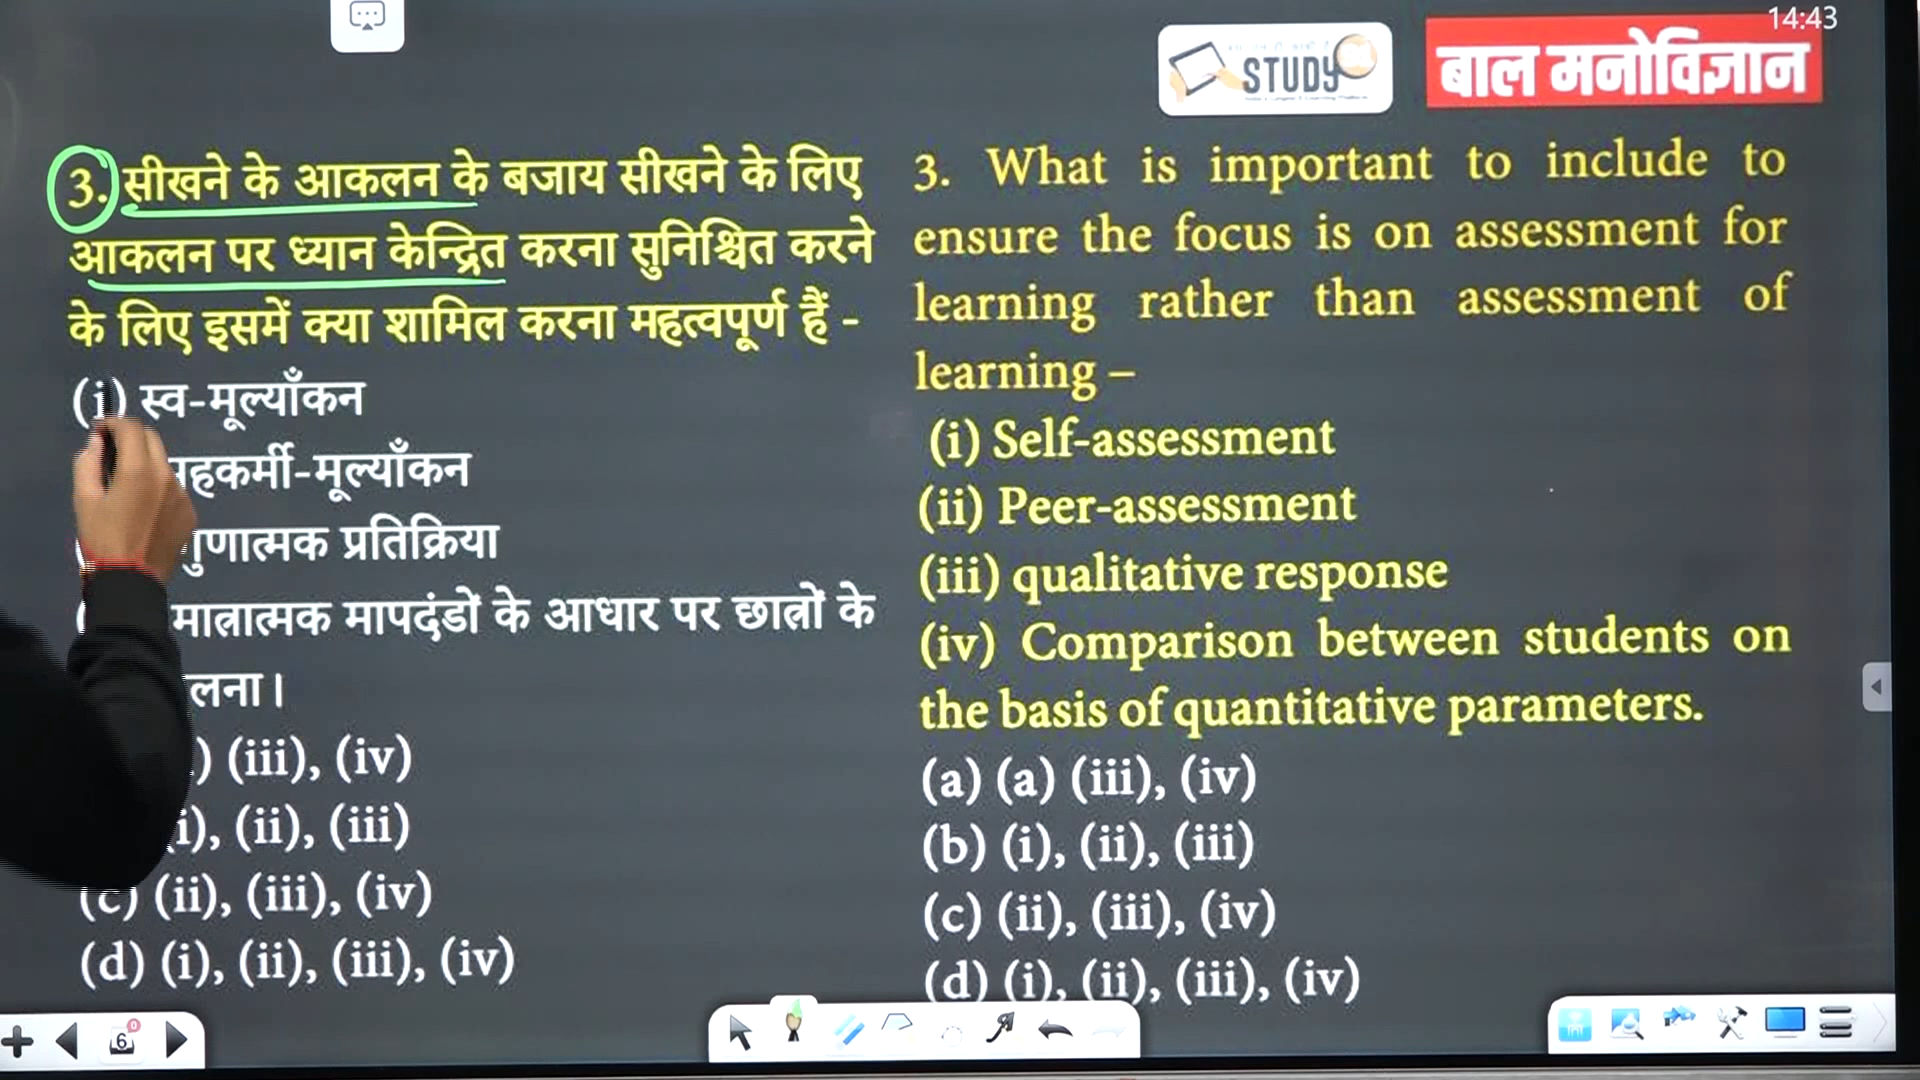 14:43
STUDY 91
बाल मनोविज्ञान
3. सीखने के आकलन के बजाय सीखने के लिए
आकलन पर ध्यान केन्द्रित करना सुनिश्चित करने
के लिए इसमें क्या शामिल करना महत्वपूर्ण हैं -
(i) स्व-मूल्याँकन
सहकर्मी-मूल्याँकन
गुणात्मक प्रतिक्रिया
मात्रात्मक मापदंडों के आधार पर छात्रों के
तुलना।
(iii), (iv)
(i), (ii), (iii)
(c) (ii), (iii), (iv)
(d) (i), (ii), (iii), (iv)
3. What is important to include to
ensure the focus is on assessment for
learning rather than assessment of
learning –
(i) Self-assessment
(ii) Peer-assessment
(iii) qualitative response
(iv) Comparison between students on
the basis of quantitative parameters.
(a) (a) (iii), (iv)
(b) (i), (ii), (iii)
(c) (ii), (iii), (iv)
(d) (i), (ii), (iii), (iv)
6
0